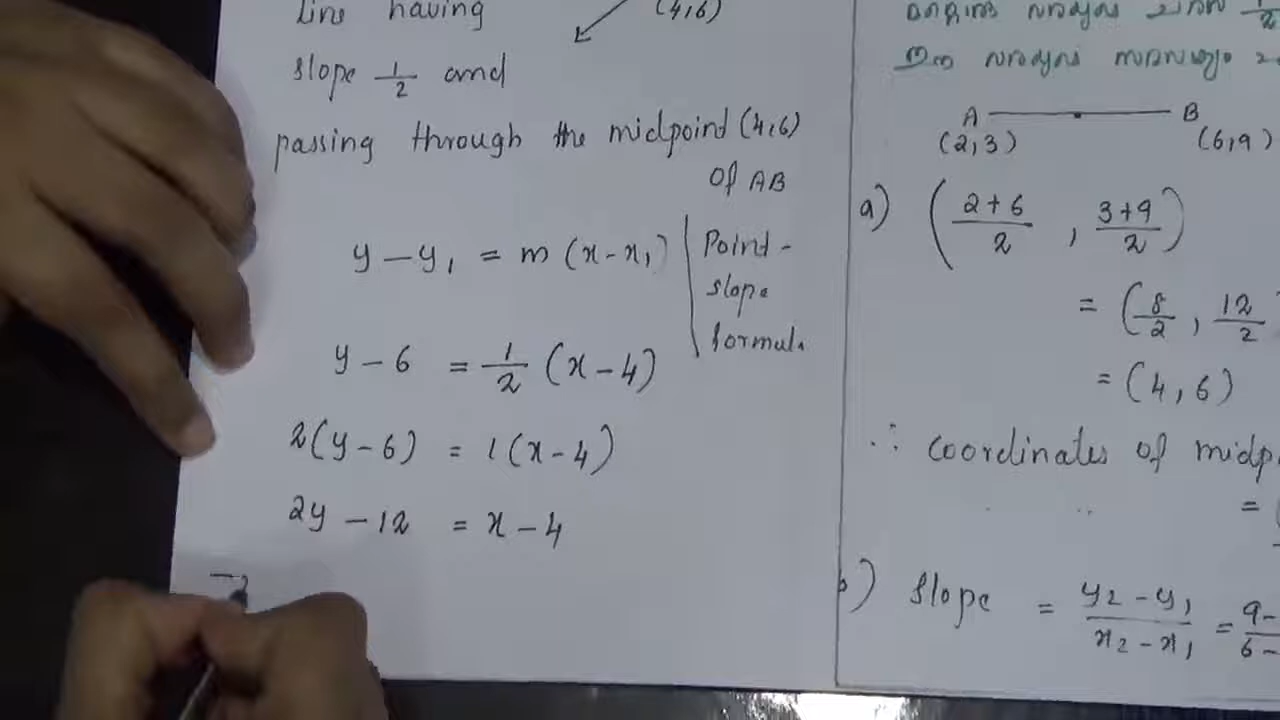 line having
(4,6)
slope 1/2 and
passing through the midpoint (4,6)
of AB
y - y₁ = m (x - x₁)
Point -
slope
formula
y - 6 = 1/2 (x - 4)
2(y - 6) = 1(x - 4)
2y - 12 = x - 4
A B
(2,3) (6,9)
a) (2+6/2 , 3+9/2)
= (8/2 , 12/2
= (4,6)
∴ coordinates of midp
=
b) Slope = y₂ - y₁/x₂ - x₁ = 9-/6-